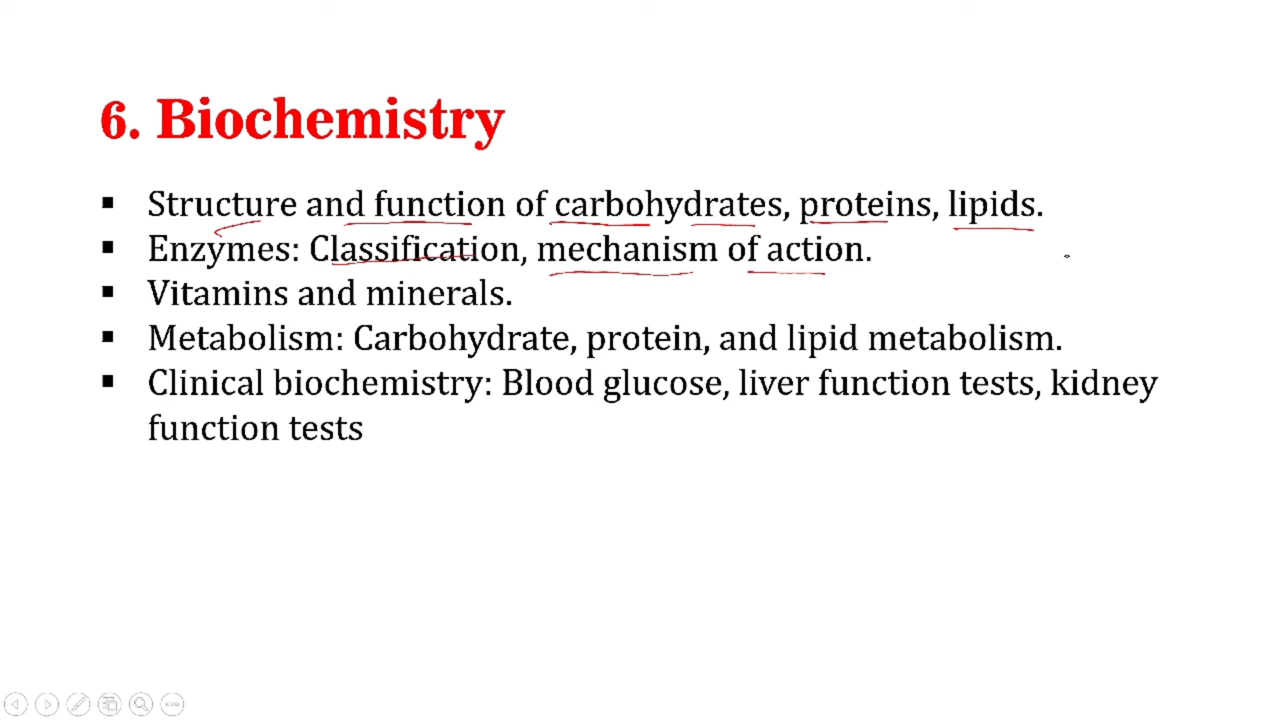 6. Biochemistry
▪ Structure and function of carbohydrates, proteins, lipids.
▪ Enzymes: Classification, mechanism of action.
▪ Vitamins and minerals.
▪ Metabolism: Carbohydrate, protein, and lipid metabolism.
▪ Clinical biochemistry: Blood glucose, liver function tests, kidney
function tests